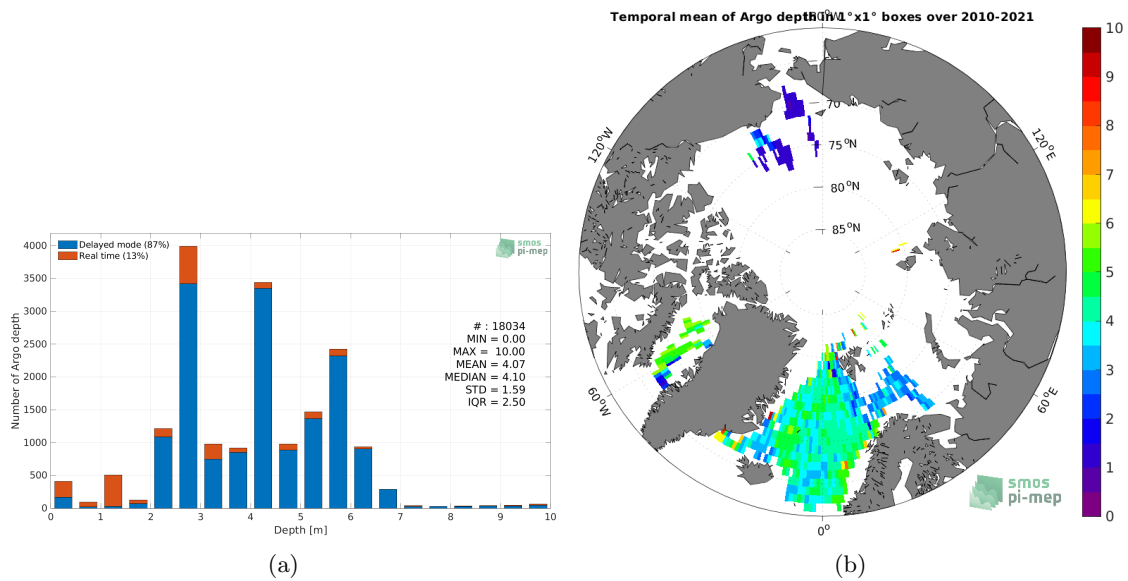 Temporal mean of Argo depth in 1°x1° boxes over 2010-2021
4000
3500
3000
2500
2000
1500
1000
500
0
Number of Argo depth
Delayed mode (87%)
Real time (13%)
smos
pi-mep
# : 18034
MIN = 0.00
MAX = 10.00
MEAN = 4.07
MEDIAN = 4.10
STD = 1.59
IQR = 2.50
0 1 2 3 4 5 6 7 8 9 10
Depth [m]
(a)
120°W
120°E
70
75°N
80°N
85°N
60°W
60°E
0°
smos
pi-mep
10
9
8
7
6
5
4
3
2
1
0
(b)